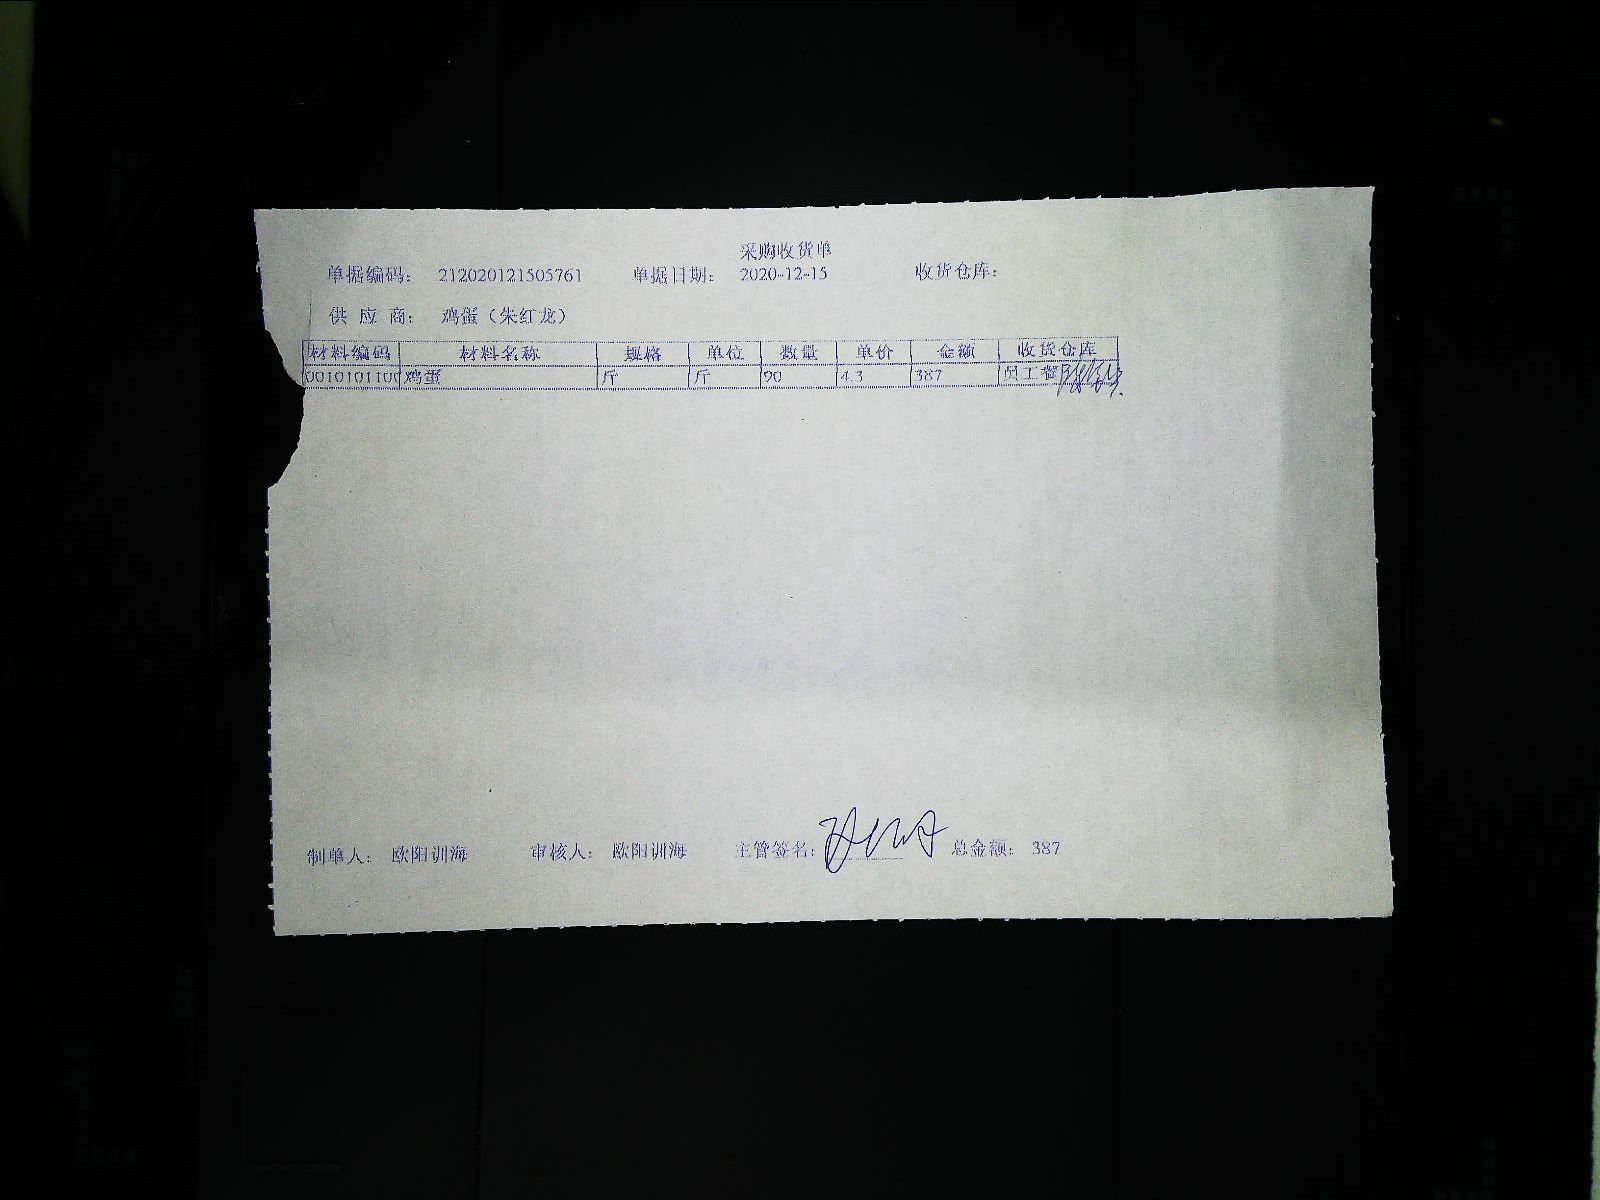 采购收货单
单据编码: 212020121505761 单据日期: 2020-12-15 收货仓库:
供 应 商: 鸡蛋（朱红龙）
材料编码 材料名称 规格 单位 数量 单价 金额 收货仓库
0010101100 鸡蛋 斤 斤 90 4.3 387 员工餐
制单人: 欧阳训海 审核人: 欧阳训海 主管签名: 总金额: 387